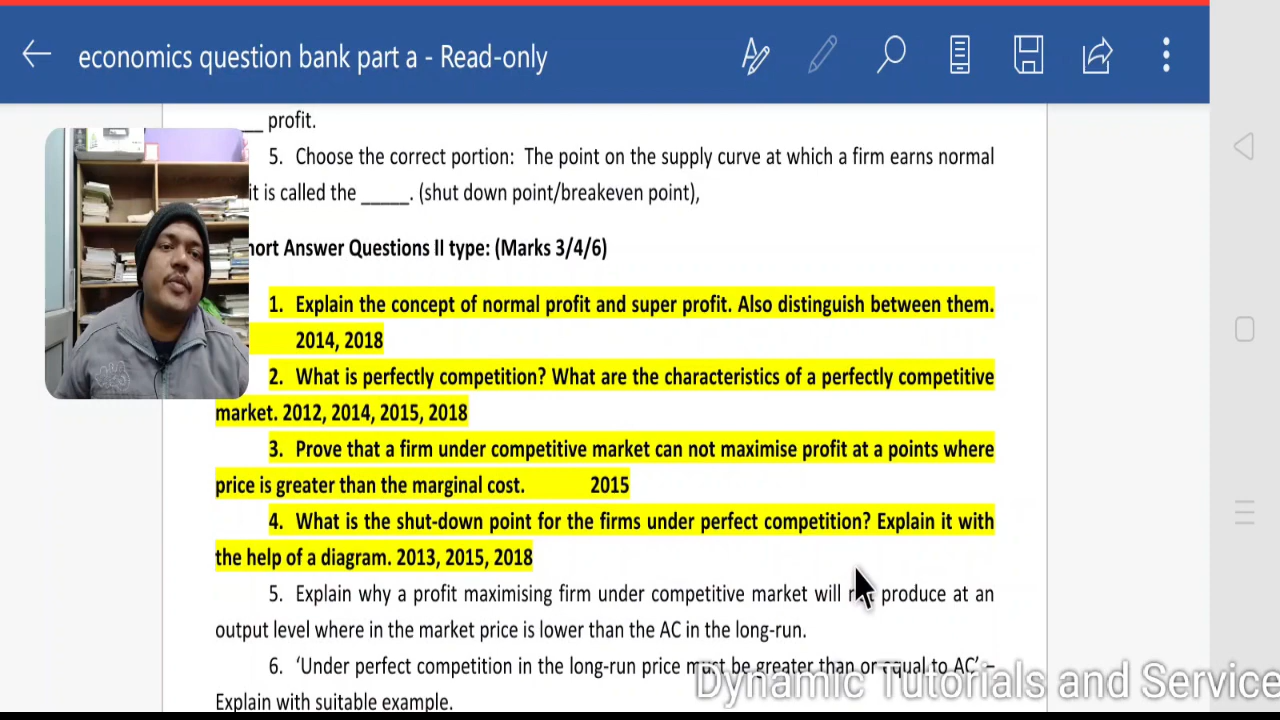 economics question bank part a - Read-only
profit.
5. Choose the correct portion: The point on the supply curve at which a firm earns normal
it is called the _____. (shut down point/breakeven point),
ort Answer Questions II type: (Marks 3/4/6)
1. Explain the concept of normal profit and super profit. Also distinguish between them.
2014, 2018
2. What is perfectly competition? What are the characteristics of a perfectly competitive
market. 2012, 2014, 2015, 2018
3. Prove that a firm under competitive market can not maximise profit at a points where
price is greater than the marginal cost. 2015
4. What is the shut-down point for the firms under perfect competition? Explain it with
the help of a diagram. 2013, 2015, 2018
5. Explain why a profit maximising firm under competitive market will produce at an
output level where in the market price is lower than the AC in the long-run.
6. ‘Under perfect competition in the long-run price must be greater than or equal to AC’ –
Explain with suitable example.
Dynamic Tutorials and Service